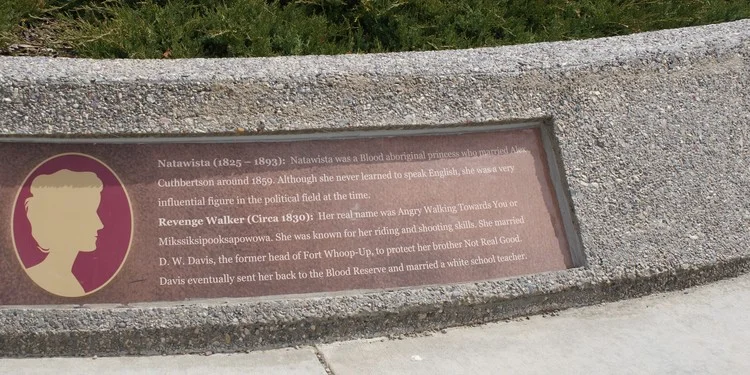 Natawista (1825 – 1893): Natawista was a Blood aboriginal princess who married Alex
Cuthbertson around 1859. Although she never learned to speak English, she was a very
influential figure in the political field at the time.
Revenge Walker (Circa 1830): Her real name was Angry Walking Towards You or
Mikssiksipooksapowowa. She was known for her riding and shooting skills. She married
D. W. Davis, the former head of Fort Whoop-Up, to protect her brother Not Real Good.
Davis eventually sent her back to the Blood Reserve and married a white school teacher.